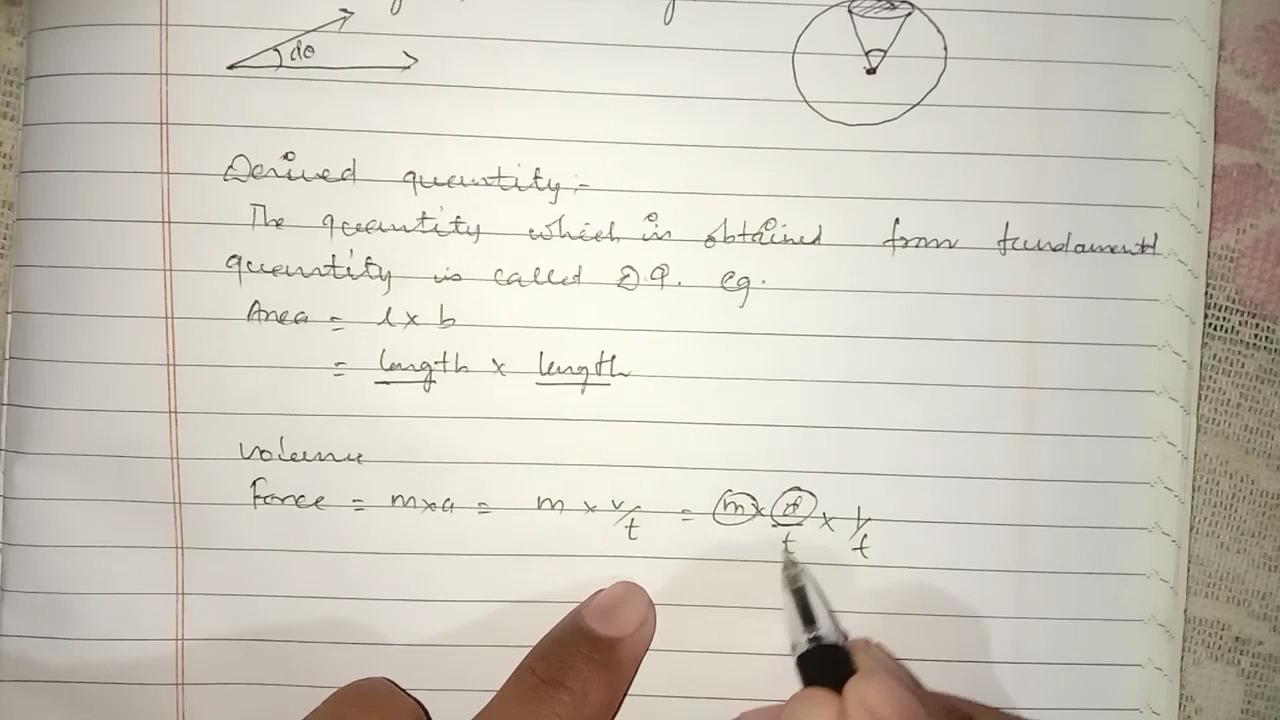 dθ
Derived quantity :-
The quantity which is obtained from fundamentl
quantity is called D.Q. eg.
Area = l x b
= length x length
volume
Force = m x a = m x v/t = m x d/t x 1/t